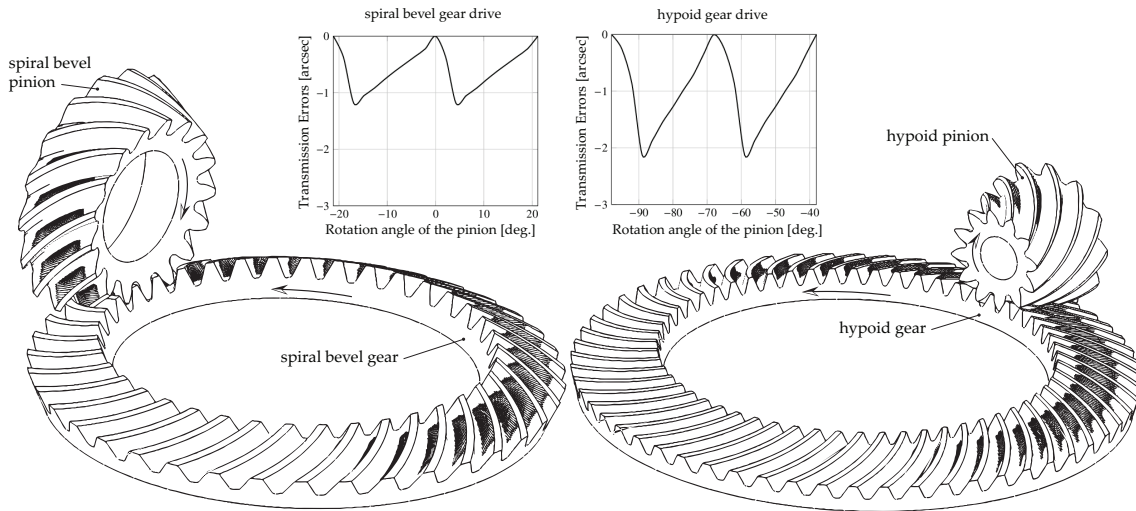 spiral bevel gear drive
hypoid gear drive
spiral bevel
pinion
Transmission Errors [arcsec]
0
−1
−2
−3
−20
−10
0
10
20
Rotation angle of the pinion [deg.]
Transmission Errors [arcsec]
0
−1
−2
−3
−90
−80
−70
−60
−50
−40
Rotation angle of the pinion [deg.]
hypoid pinion
spiral bevel gear
hypoid gear